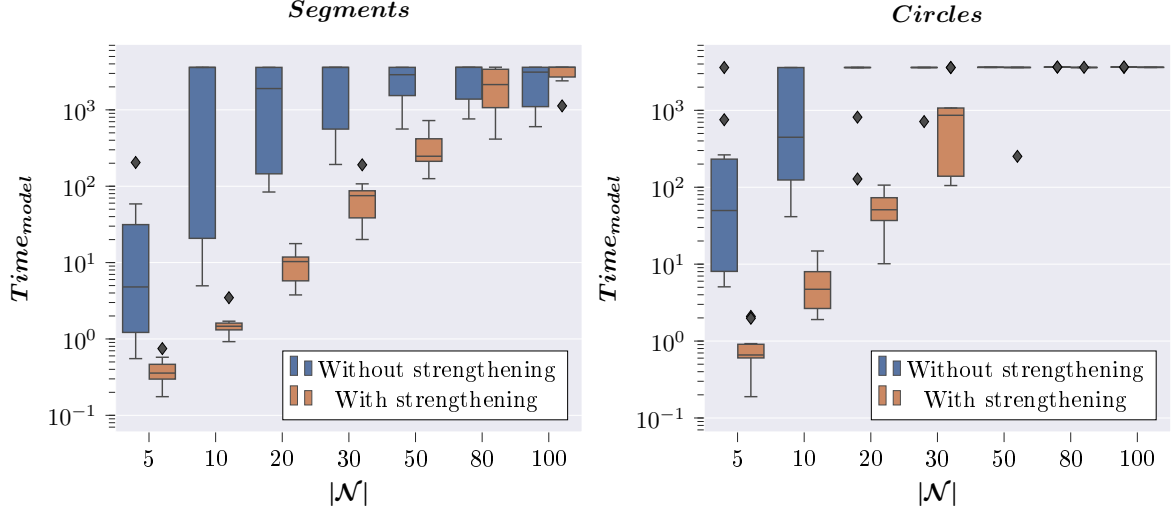 Segments
Time_model
10^3
10^2
10^1
10^0
10^−1
5 10 20 30 50 80 100
|𝒩|
Without strengthening
With strengthening
Circles
Time_model
10^3
10^2
10^1
10^0
10^−1
5 10 20 30 50 80 100
|𝒩|
Without strengthening
With strengthening